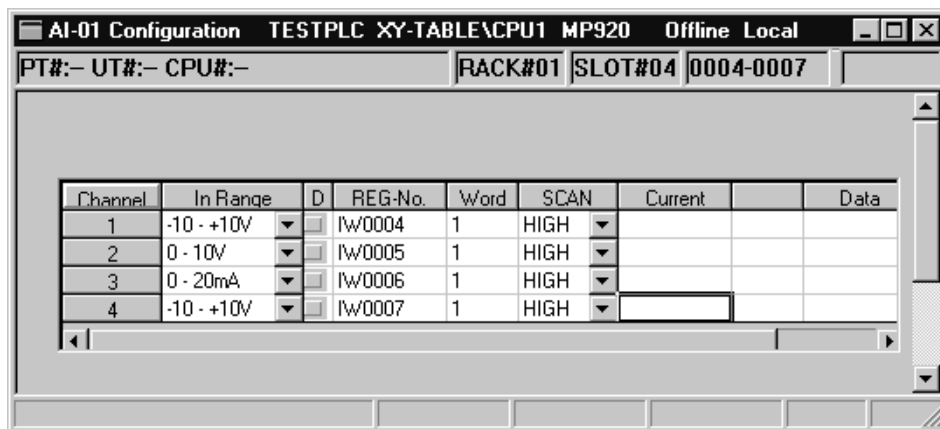 AI-01 Configuration TESTPLC XY-TABLE\CPU1 MP920 Offline Local
PT#:– UT#:– CPU#:– RACK#01 SLOT#04 0004-0007
Channel In Range D REG-No. Word SCAN Current Data
1 -10 - +10V IW0004 1 HIGH
2 0 - 10V IW0005 1 HIGH
3 0 - 20mA IW0006 1 HIGH
4 -10 - +10V IW0007 1 HIGH